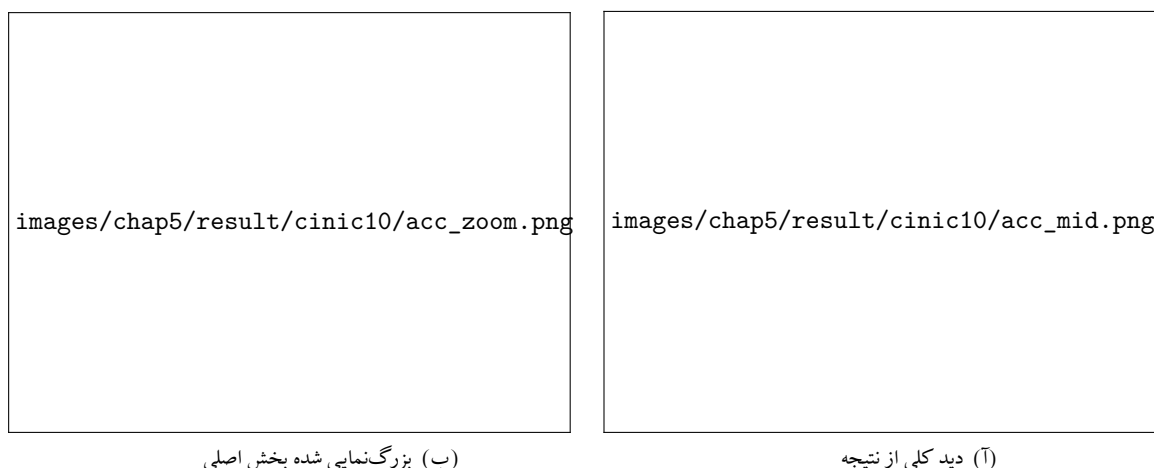 images/chap5/result/cinic10/acc_mid.png
images/chap5/result/cinic10/acc_zoom.png
(آ) دید کلی از نتیجه
(ب) بزرگ‌نمایی شده بخش اصلی